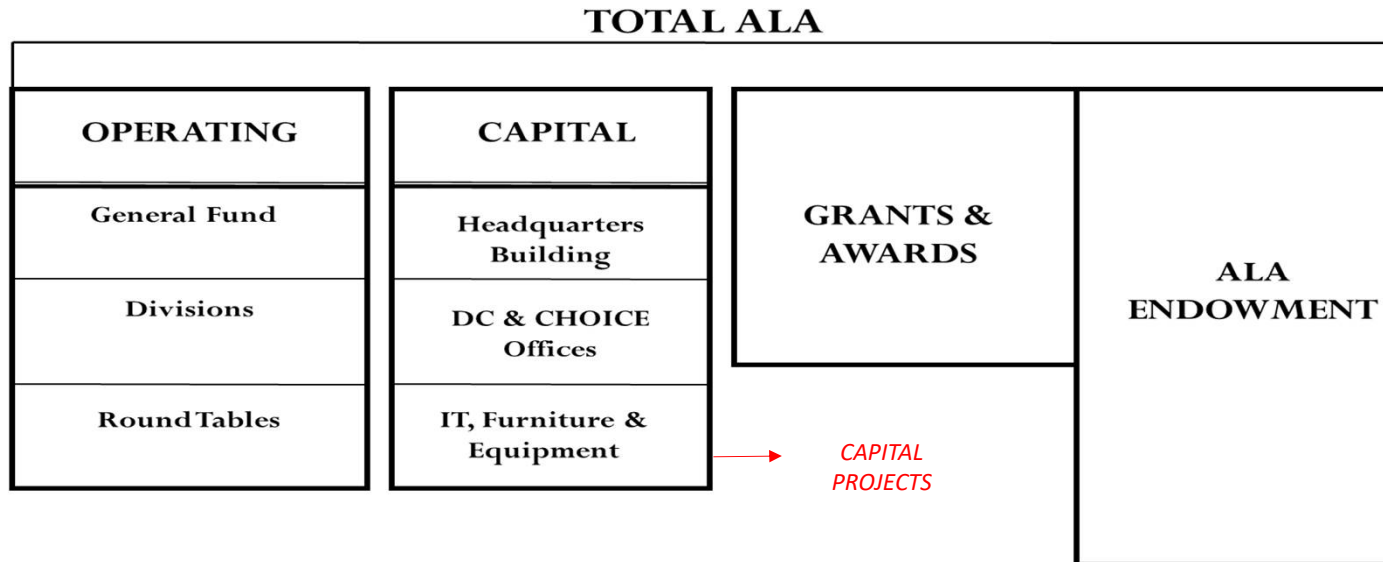 TOTAL ALA
OPERATING
General Fund
Divisions
Round Tables
CAPITAL
Headquarters
Building
DC & CHOICE
Offices
IT, Furniture &
Equipment
CAPITAL
PROJECTS
GRANTS &
AWARDS
ALA
ENDOWMENT